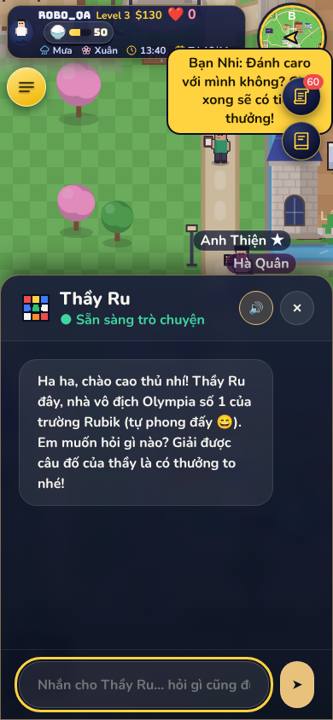 ROBO_QA Level 3 $130 ❤️ 0
50
B
Mưa Xuân 13:40
Bạn Nhi: Đánh caro
với mình không?
xong sẽ có ti
thưởng!
60
Anh Thiện ★
Hà Quân
Thầy Ru
Sẵn sàng trò chuyện
Ha ha, chào cao thủ nhí! Thầy Ru
đây, nhà vô địch Olympia số 1 của
trường Rubik (tự phong đấy 😄).
Em muốn hỏi gì nào? Giải được
câu đố của thầy là có thưởng to
nhé!
Nhắn cho Thầy Ru... hỏi gì cũng đ